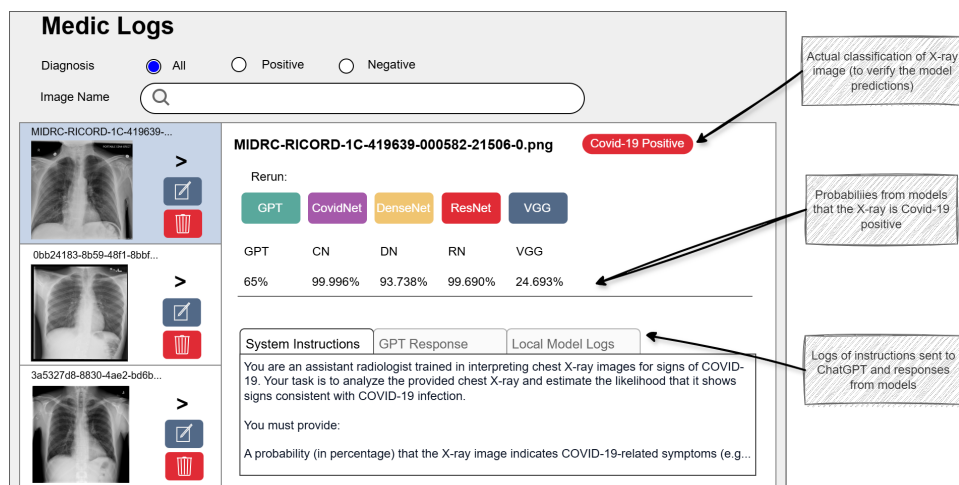 Medic Logs
Diagnosis
All
Positive
Negative
Image Name
MIDRC-RICORD-1C-419639-...
>
0bb24183-8b59-48f1-8bbf...
>
3a5327d8-8830-4ae2-bd6b...
>
MIDRC-RICORD-1C-419639-000582-21506-0.png
Covid-19 Positive
Rerun:
GPT CovidNet DenseNet ResNet VGG
GPT CN DN RN VGG
65% 99.996% 93.738% 99.690% 24.693%
System Instructions GPT Response Local Model Logs
You are an assistant radiologist trained in interpreting chest X-ray images for signs of COVID-
19. Your task is to analyze the provided chest X-ray and estimate the likelihood that it shows
signs consistent with COVID-19 infection.
You must provide:
A probability (in percentage) that the X-ray image indicates COVID-19-related symptoms (e.g...
Actual classification of X-ray
image (to verify the model
predictions)
Probabiliies from models
that the X-ray is Covid-19
positive
Logs of instructions sent to
ChatGPT and responses
from models